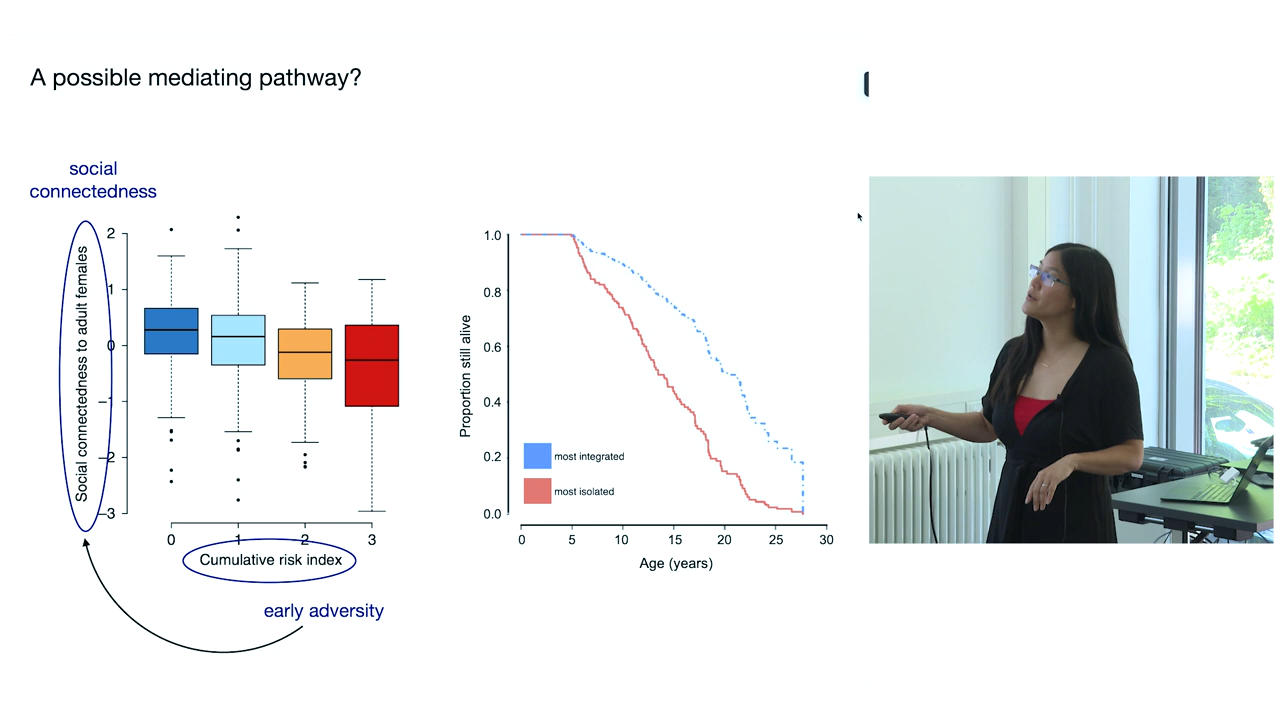 A possible mediating pathway?
social
connectedness
Social connectedness to adult females
2
1
0
−1
−2
−3
0
1
2
3
Cumulative risk index
early adversity
Proportion still alive
1.0
0.8
0.6
0.4
0.2
0.0
most integrated
most isolated
0
5
10
15
20
25
30
Age (years)